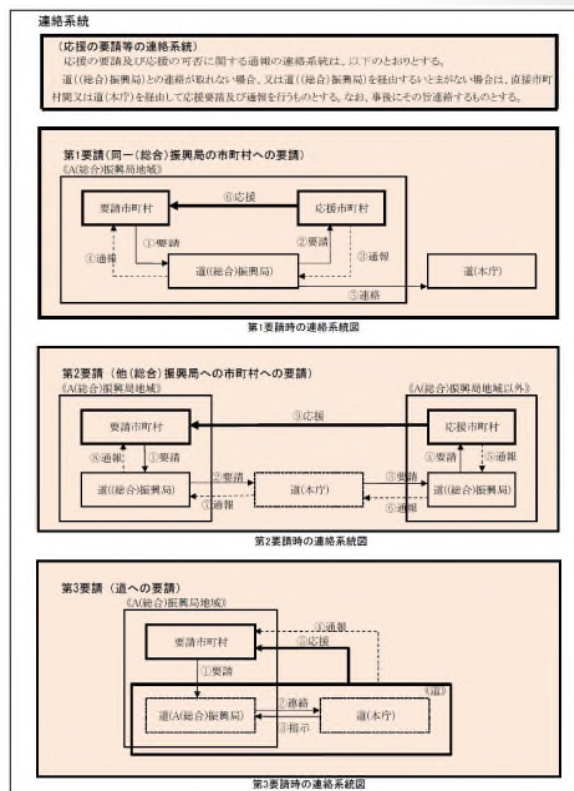 連絡系統
(応援の要請等の連絡系統)
応援の要請及び応援の可否に関する通報の連絡系統は、以下のとおりとする。
道((総合)振興局)との連絡が取れない場合、又は道((総合)振興局)を経由するいとまがない場合は、直接市町
村間又は道(本庁)を経由して応援要請及び通報を行うものとする。なお、事後にその旨連絡するものとする。
第1要請(同一(総合)振興局の市町村への要請)
《A(総合)振興局地域》
⑥応援
要請市町村
応援市町村
①要請
②要請
④通報
③通報
道((総合)振興局)
道(本庁)
⑤連絡
第1要請時の連絡系統図
第2要請 (他(総合)振興局への市町村への要請)
《A(総合)振興局地域》
《A(総合)振興局地域以外》
⑨応援
要請市町村
応援市町村
⑧通報
①要請
④要請
⑤通報
②要請
③要請
道((総合)振興局)
道(本庁)
道((総合)振興局)
⑦通報
⑥通報
第2要請時の連絡系統図
第3要請 (道への要請)
《A(総合)振興局地域》
④通報
要請市町村
⑤応援
①要請
《道》
②連絡
道(A(総合)振興局)
道(本庁)
③指示
第3要請時の連絡系統図